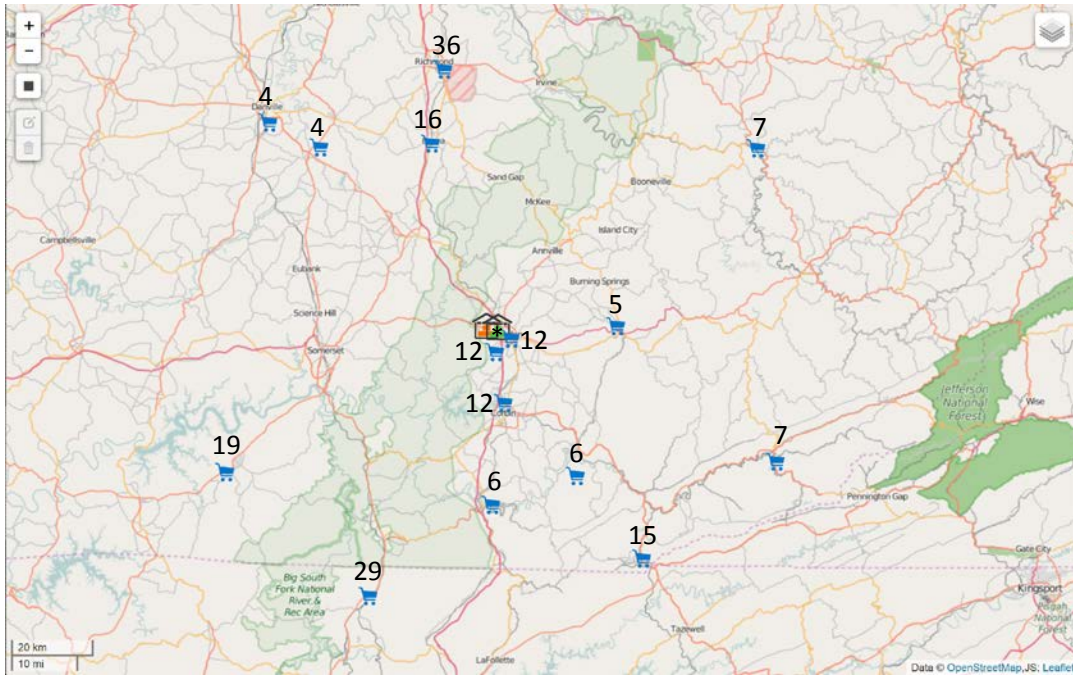 +
−
36
Richmond
Irvine
4
Danville
4
16
7
Sand Gap
Booneville
McKee
Campbellsville
Island City
Annville
Eubank
Burning Springs
5
Science Hill
*
12
12
Somerset
Jefferson
National
Forest
Wise
12
19
6
7
6
Pennington Gap
15
Gate City
29
Big South
Fork National
River, &
Rec Area
Kingsport
National
Forest
Tazewell
20 km
10 mi
LaFollette
Data © OpenStreetMap,JS: Leaflet